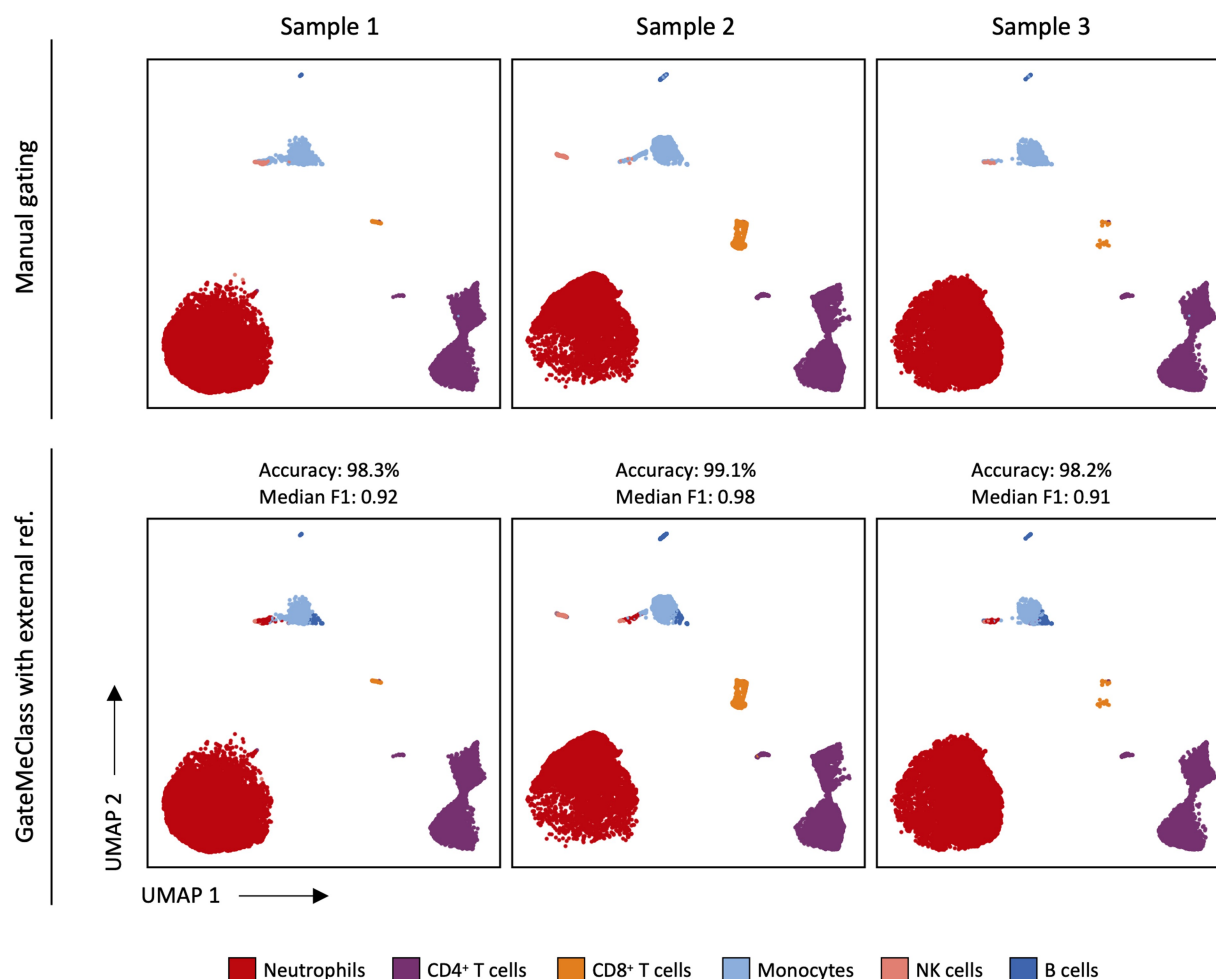 Sample 1
Sample 2
Sample 3
Manual gating
Accuracy: 98.3%
Median F1: 0.92
Accuracy: 99.1%
Median F1: 0.98
Accuracy: 98.2%
Median F1: 0.91
GateMeClass with external ref.
UMAP 2
UMAP 1
Neutrophils
CD4⁺ T cells
CD8⁺ T cells
Monocytes
NK cells
B cells